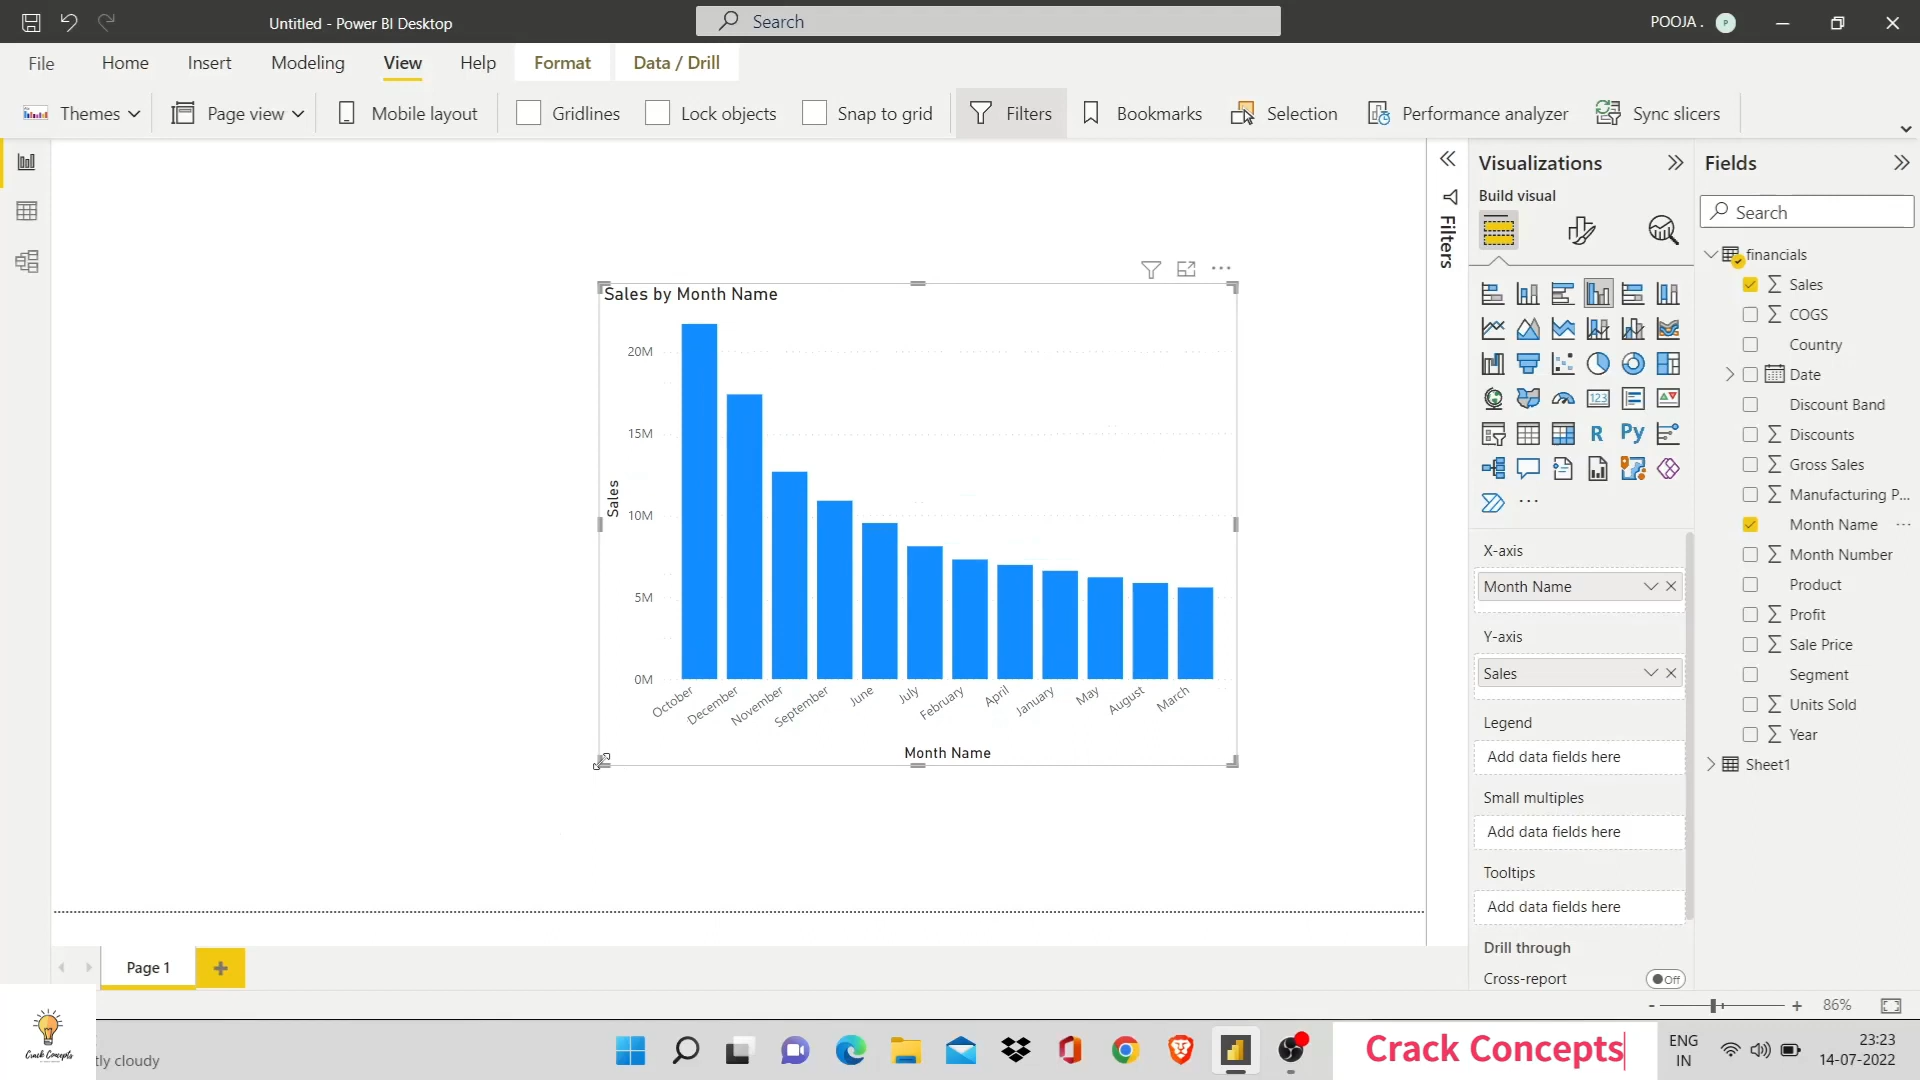 Untitled - Power BI Desktop
Search
POOJA .
P
File
Home
Insert
Modeling
View
Help
Format
Data / Drill
Themes
Page view
Mobile layout
Gridlines
Lock objects
Snap to grid
Filters
Bookmarks
Selection
Performance analyzer
Sync slicers
Sales by Month Name
20M
15M
10M
5M
0M
Sales
October
December
November
September
June
July
February
April
January
May
August
March
Month Name
Filters
Visualizations
Build visual
123
R
Py
X-axis
Month Name
Y-axis
Sales
Legend
Add data fields here
Small multiples
Add data fields here
Tooltips
Add data fields here
Drill through
Cross-report
Off
Fields
Search
financials
Sales
COGS
Country
Date
Discount Band
Discounts
Gross Sales
Manufacturing P...
Month Name
Month Number
Product
Profit
Sale Price
Segment
Units Sold
Year
Sheet1
Page 1
86%
Crack Concepts
tly cloudy
Crack Concepts
ENG
IN
23:23
14-07-2022